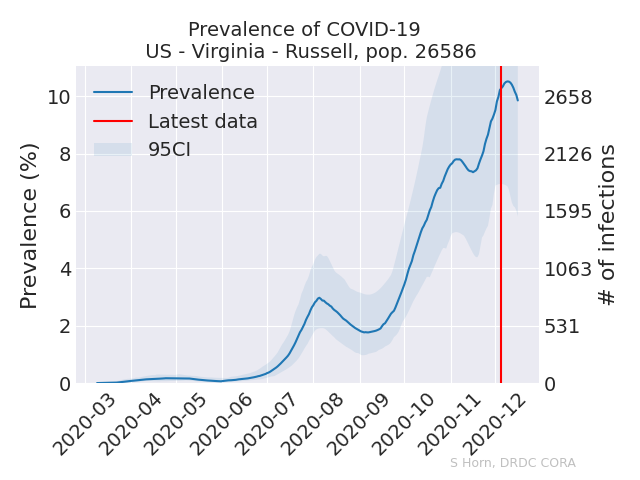 Prevalence of COVID-19
US - Virginia - Russell, pop. 26586
Prevalence
Latest data
95CI
Prevalence (%)
10
8
6
4
2
0
2658
2126
1595
1063
531
0
# of infections
2020-03
2020-04
2020-05
2020-06
2020-07
2020-08
2020-09
2020-10
2020-11
2020-12
S Horn, DRDC CORA